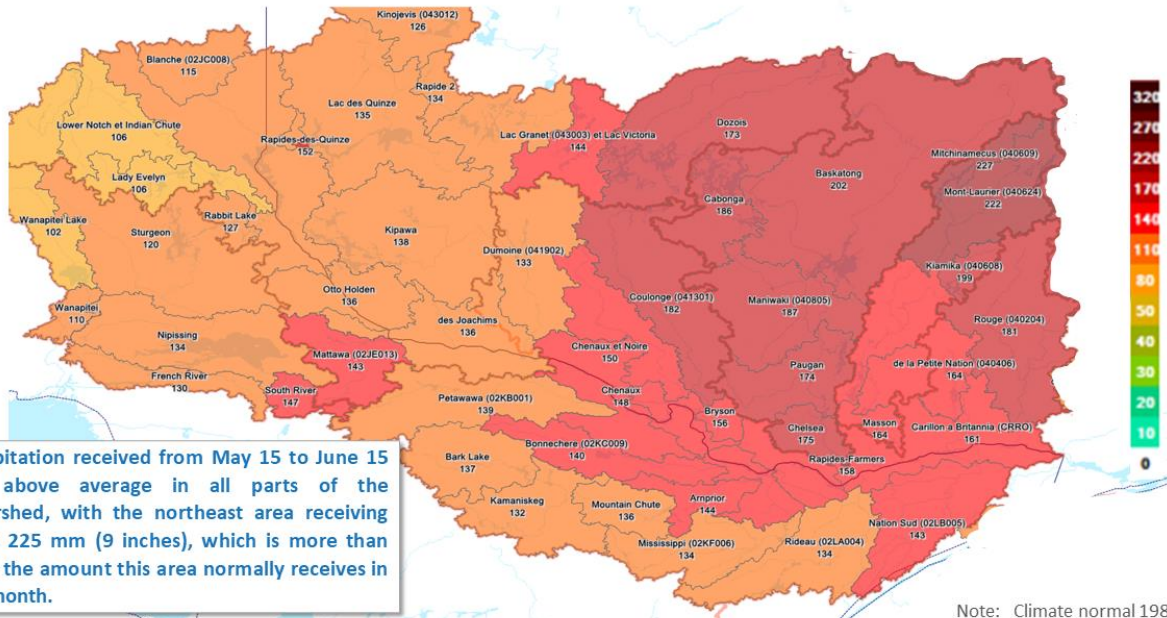 Kinojevis (043012)
126
Blanche (02JC008)
115
Rapide 2
134
Lac des Quinze
135
Lower Notch et Indian Chute
106
Rapides-des-Quinze
152
Lac Granet (043003) et Lac Victoria
144
Dozois
173
Mitchinamecus (040609)
227
Baskatong
202
Lady Evelyn
106
Mont-Laurier (040624)
222
Cabonga
186
Wanapitei Lake
102
Rabbit Lake
127
Sturgeon
120
Kipawa
138
Dumoine (041902)
133
Kiamika (040608)
199
Otto Holden
136
Coulonge (041301)
182
Maniwaki (040805)
187
Wanapitei
110
Rouge (040204)
181
des Joachims
136
Nipissing
134
Chenaux et Noire
150
Mattawa (02JE013)
143
Paugan
174
de la Petite Nation (040406)
164
French River
130
South River
147
Chenaux
148
Petawawa (02KB001)
139
Bryson
156
Chelsea
175
Masson
164
Carillon a Britannia (CRRO)
161
Bonnechere (02KC009)
140
Bark Lake
137
Rapides-Farmers
158
Kamaniskeg
132
Mountain Chute
136
Arnprior
144
Nation Sud (02LB005)
143
Mississippi (02KF006)
134
Rideau (02LA004)
134
320
270
220
170
140
110
80
50
40
30
20
10
0
received from May 15 to June 15
above average in all parts of the
with the northeast area receiving
225 mm (9 inches), which is more than
the amount this area normally receives in
month.
Note: Climate normal 198